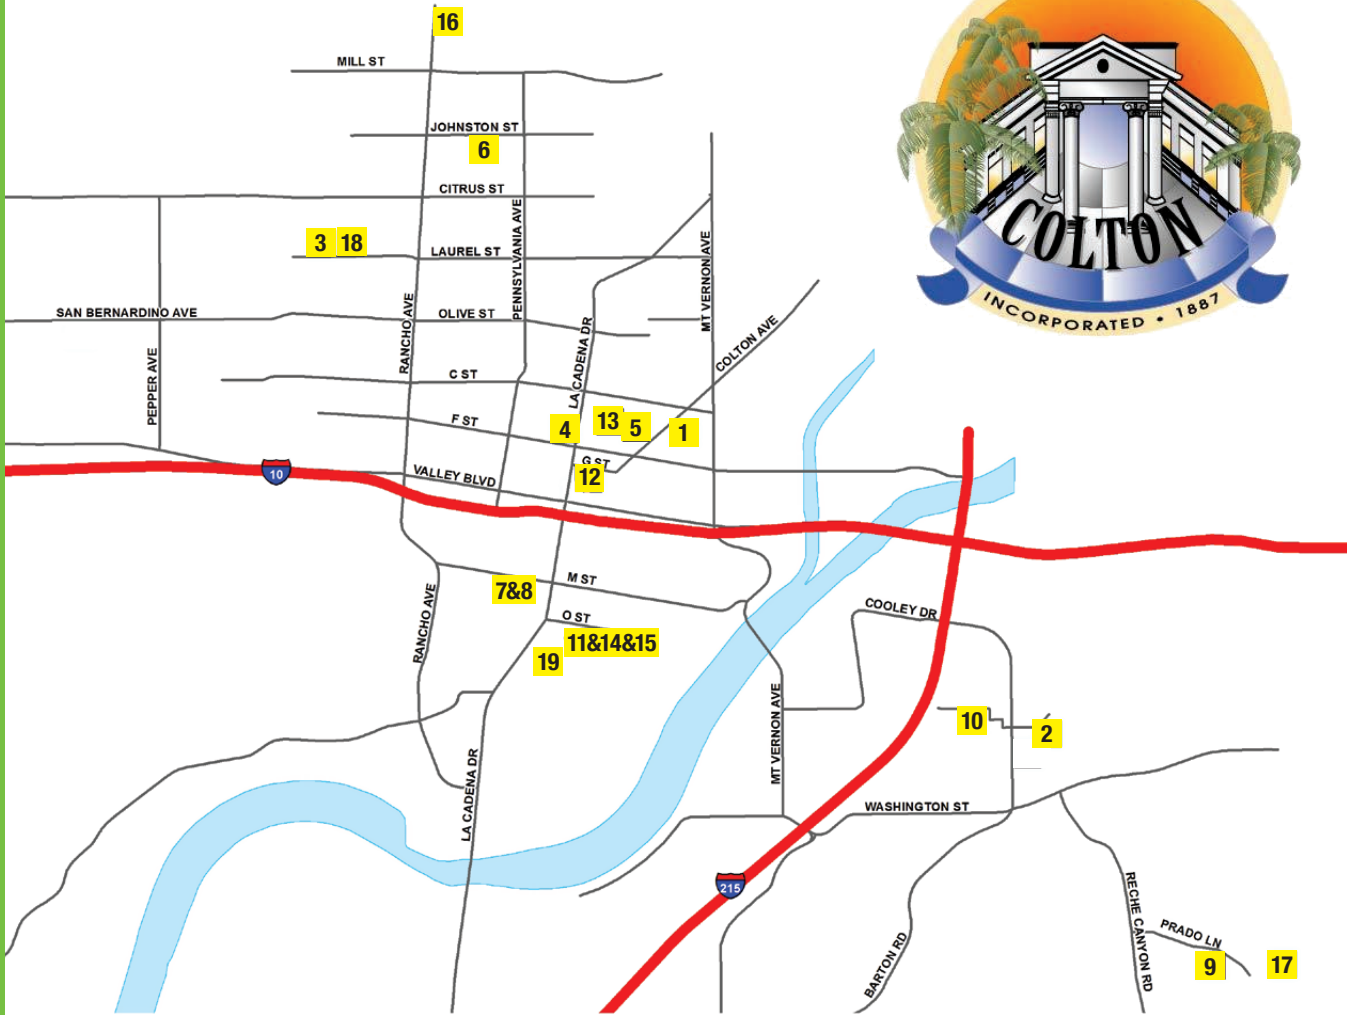 16
MILL ST
JOHNSTON ST
6
CITRUS ST
PENNSYLVANIA AVE
3 18
LAUREL ST
MT VERNON AVE
COLTON
INCORPORATED • 1887
SAN BERNARDINO AVE
OLIVE ST
RANCHO AVE
LA CADENA DR
COLTON AVE
PEPPER AVE
C ST
F ST
4
13
5
1
G ST
12
10
VALLEY BLVD
M ST
7&8
O ST
11&14&15
19
RANCHO AVE
COOLEY DR
MT VERNON AVE
10
2
LA CADENA DR
WASHINGTON ST
215
RECHE CANYON RD
BARTON RD
PRADO LN
9
17